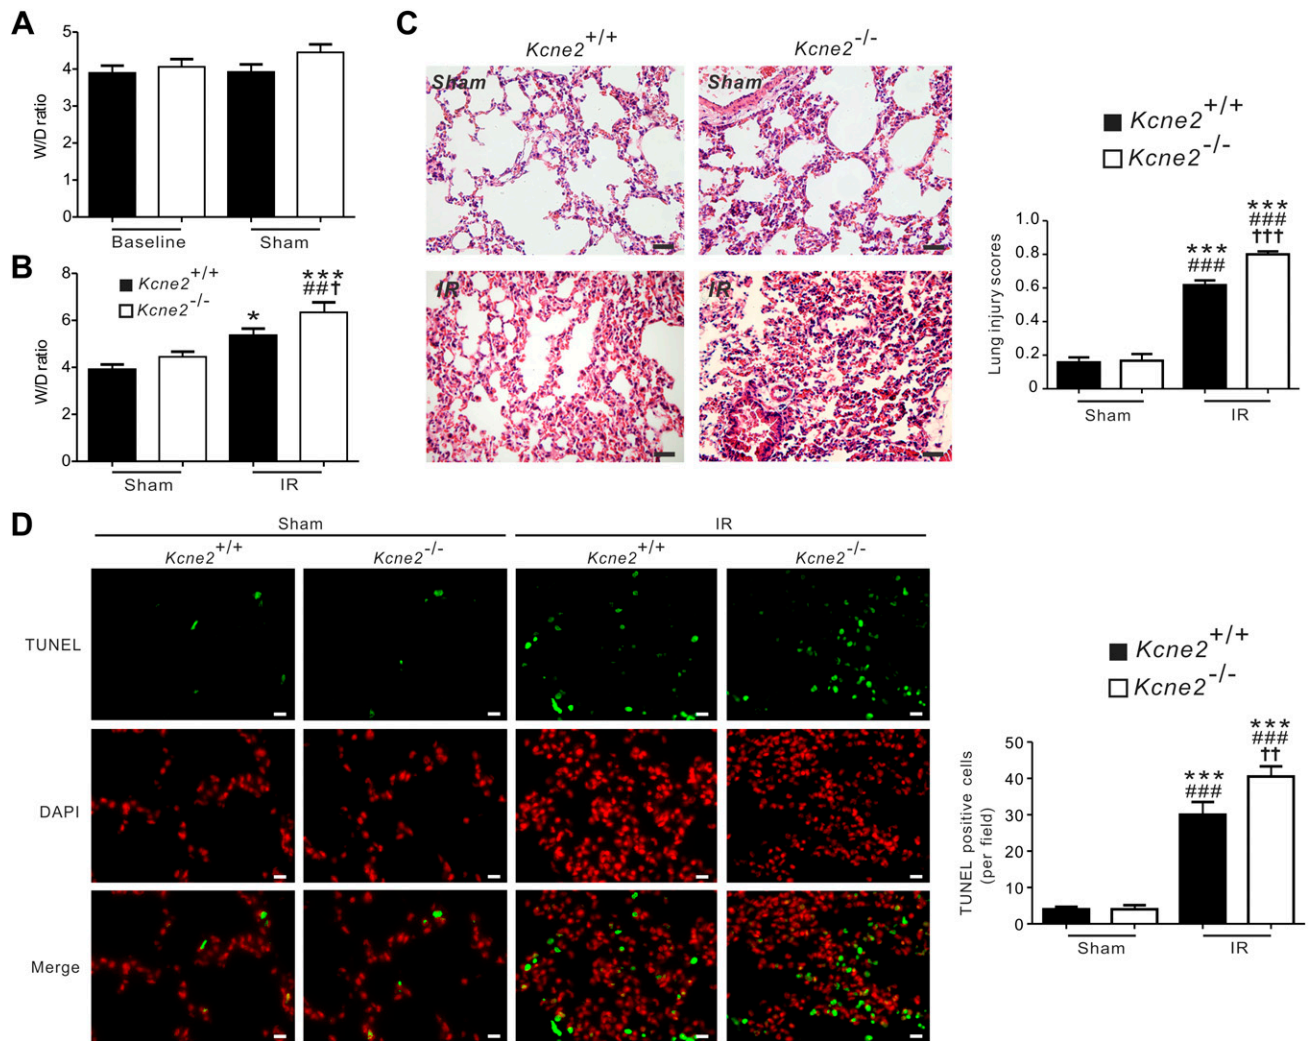 A
5
4
3
2
1
0
W/D ratio
Baseline
Sham
B
8
6
4
2
0
W/D ratio
Kcne2+/+
Kcne2-/-
*
***
##†
Sham
IR
C
Kcne2+/+
Kcne2-/-
Sham
Sham
IR
IR
Kcne2+/+
Kcne2-/-
1.0
0.8
0.6
0.4
0.2
0
Lung injury scores
***
###
***
###
†††
Sham
IR
D
Sham
IR
Kcne2+/+
Kcne2-/-
Kcne2+/+
Kcne2-/-
TUNEL
DAPI
Merge
Kcne2+/+
Kcne2-/-
50
40
30
20
10
0
TUNEL positive cells
(per field)
***
###
***
###
††
Sham
IR